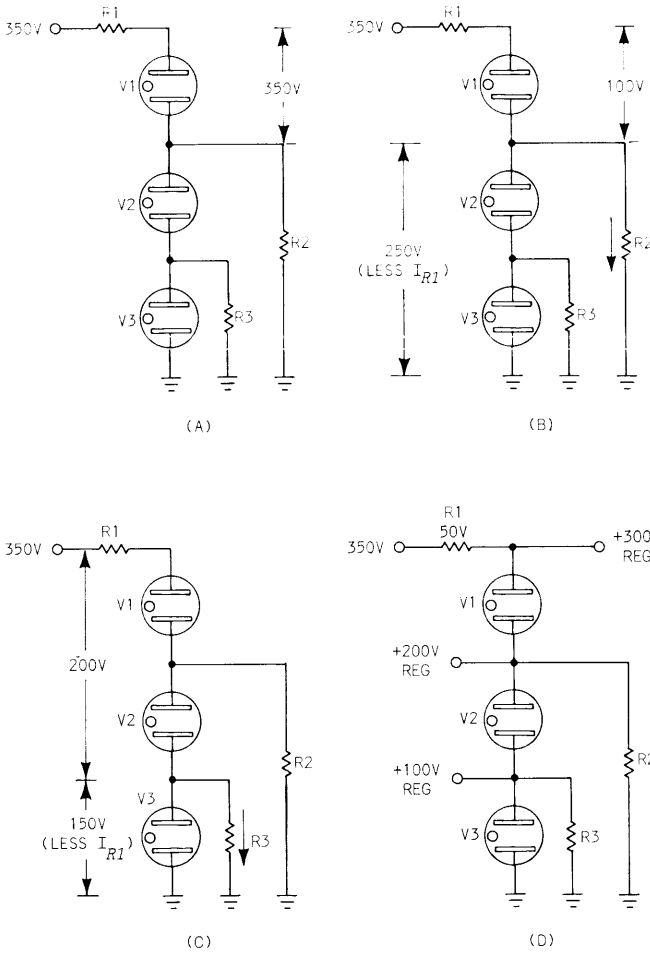 R1
350V
V1
350V
V2
R2
V3
R3
(A)
R1
350V
V1
100V
V2
250V
(LESS IR1)
R2
V3
R3
(B)
R1
350V
V1
200V
V2
R2
V3
150V
(LESS IR1)
R3
(C)
R1
50V
350V
+300
REG
V1
+200V
REG
V2
R2
+100V
REG
V3
R3
(D)